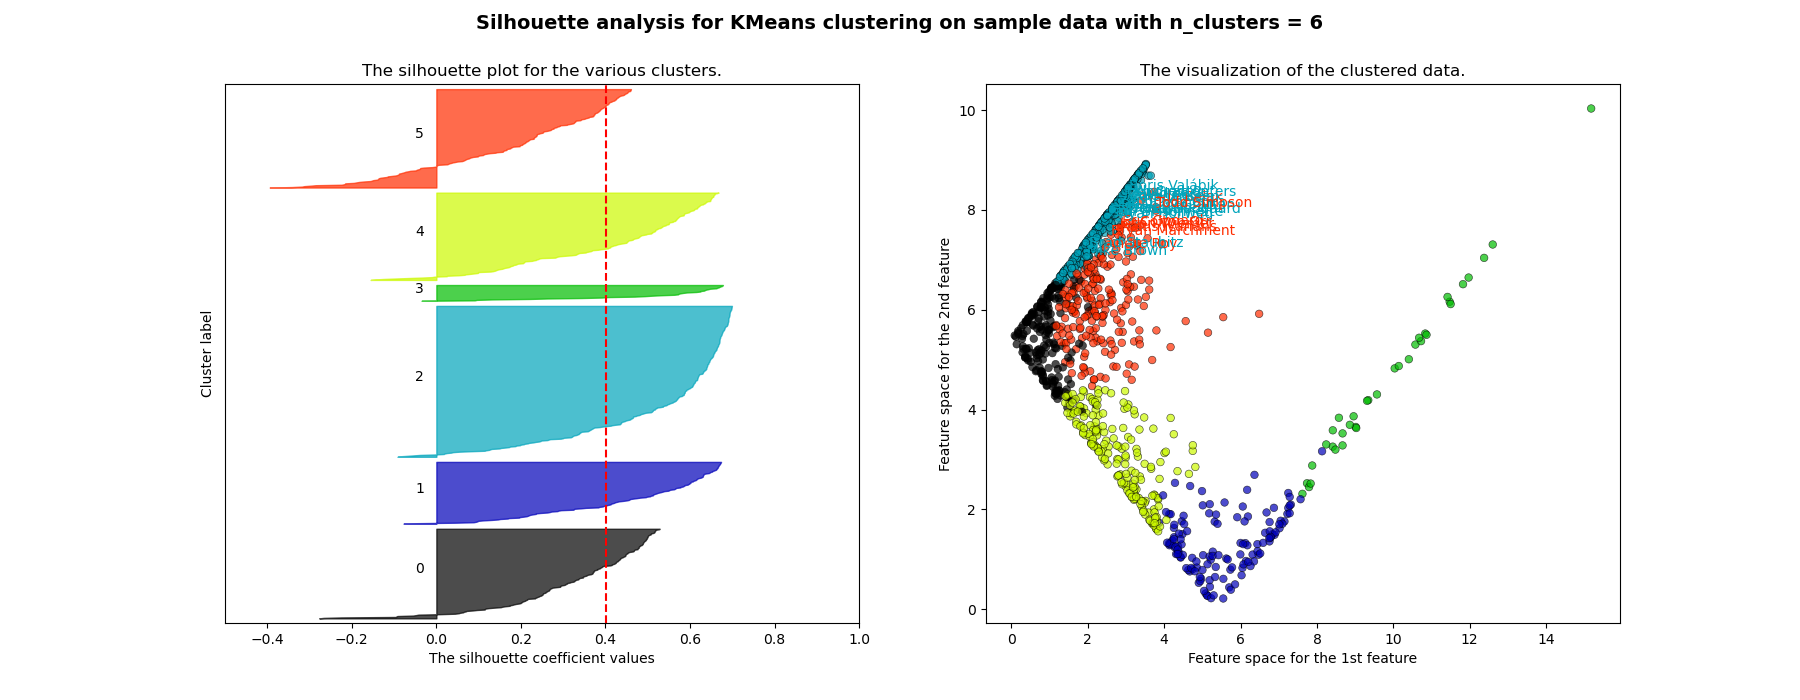 Silhouette analysis for KMeans clustering on sample data with n_clusters = 6
The silhouette plot for the various clusters.
Cluster label
5
4
3
2
1
0
−0.4 −0.2 0.0 0.2 0.4 0.6 0.8 1.0
The silhouette coefficient values
The visualization of the clustered data.
Feature space for the 2nd feature
10
8
6
4
2
0
Valábik
0 2 4 6 8 10 12 14
Feature space for the 1st feature